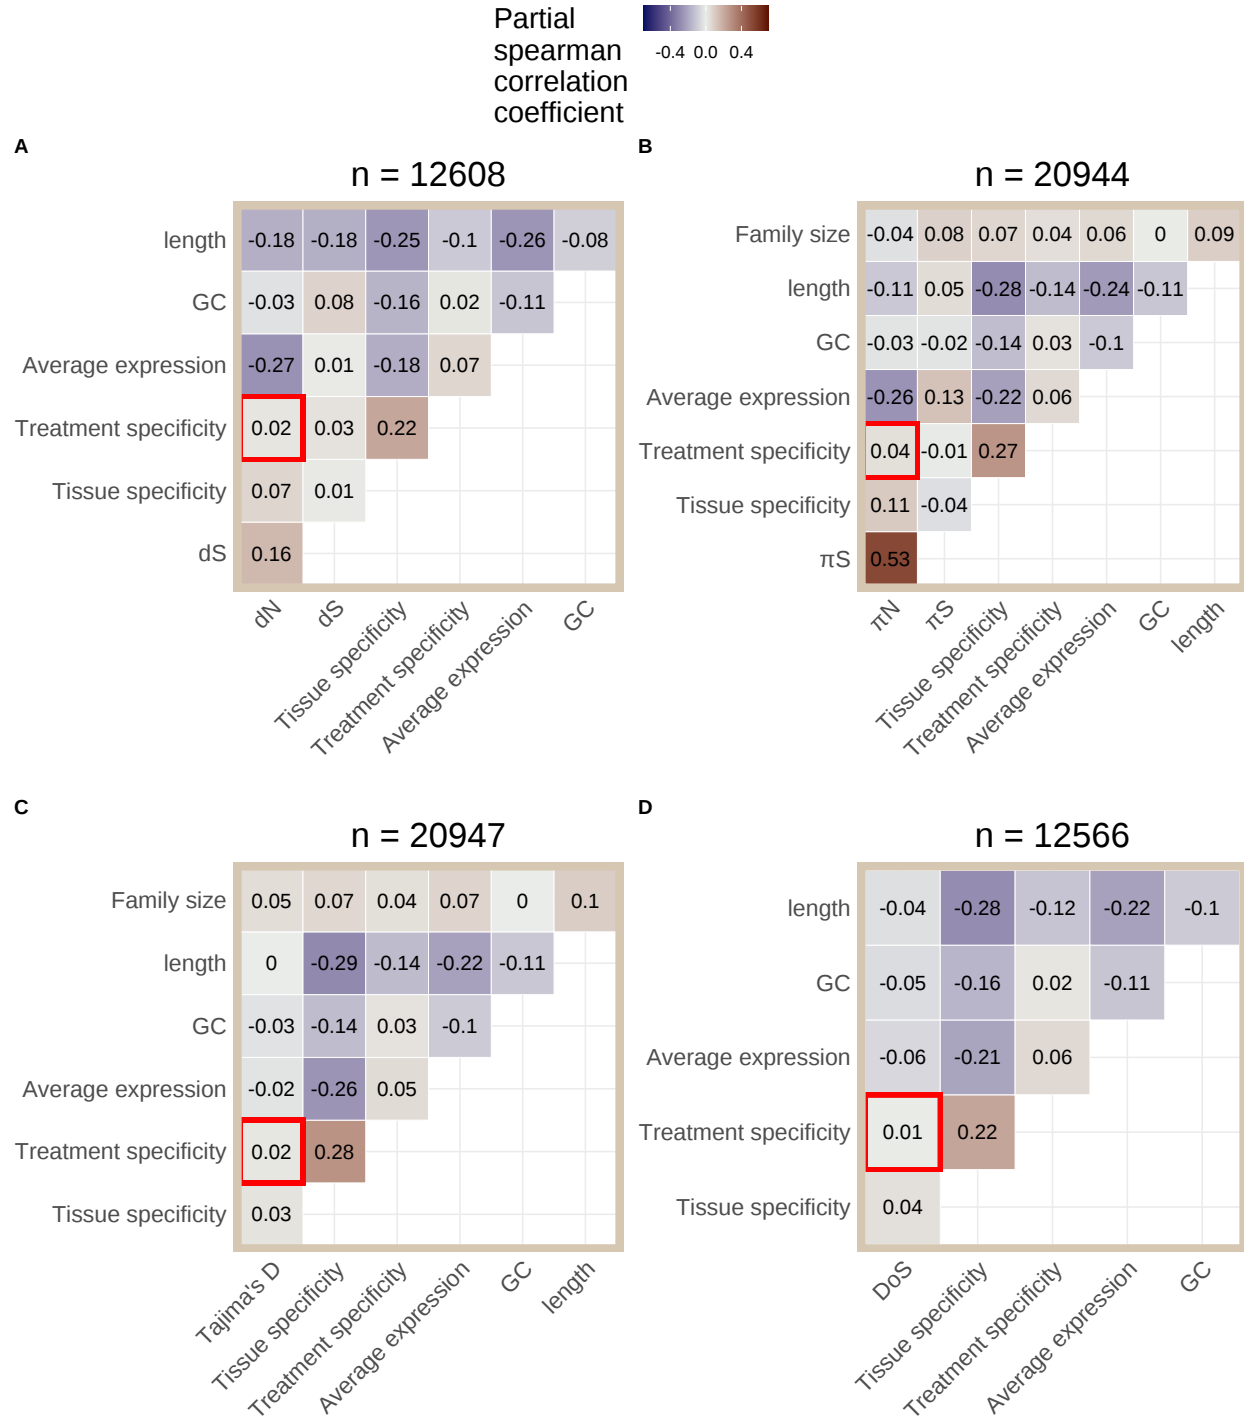 Partial
spearman
correlation
coefficient
-0.4 0.0 0.4
A
n = 12608
length -0.18 -0.18 -0.25 -0.1 -0.26 -0.08
GC -0.03 0.08 -0.16 0.02 -0.11
Average expression -0.27 0.01 -0.18 0.07
Treatment specificity 0.02 0.03 0.22
Tissue specificity 0.07 0.01
dS 0.16
dN dS Tissue specificity Treatment specificity Average expression GC
B
n = 20944
Family size -0.04 0.08 0.07 0.04 0.06 0 0.09
length -0.11 0.05 -0.28 -0.14 -0.24 -0.11
GC -0.03 -0.02 -0.14 0.03 -0.1
Average expression -0.26 0.13 -0.22 0.06
Treatment specificity 0.04 -0.01 0.27
Tissue specificity 0.11 -0.04
πS 0.53
πN πS Tissue specificity Treatment specificity Average expression GC length
C
n = 20947
Family size 0.05 0.07 0.04 0.07 0 0.1
length 0 -0.29 -0.14 -0.22 -0.11
GC -0.03 -0.14 0.03 -0.1
Average expression -0.02 -0.26 0.05
Treatment specificity 0.02 0.28
Tissue specificity 0.03
Tajima's D Tissue specificity Treatment specificity Average expression GC length
D
n = 12566
length -0.04 -0.28 -0.12 -0.22 -0.1
GC -0.05 -0.16 0.02 -0.11
Average expression -0.06 -0.21 0.06
Treatment specificity 0.01 0.22
Tissue specificity 0.04
DoS Tissue specificity Treatment specificity Average expression GC